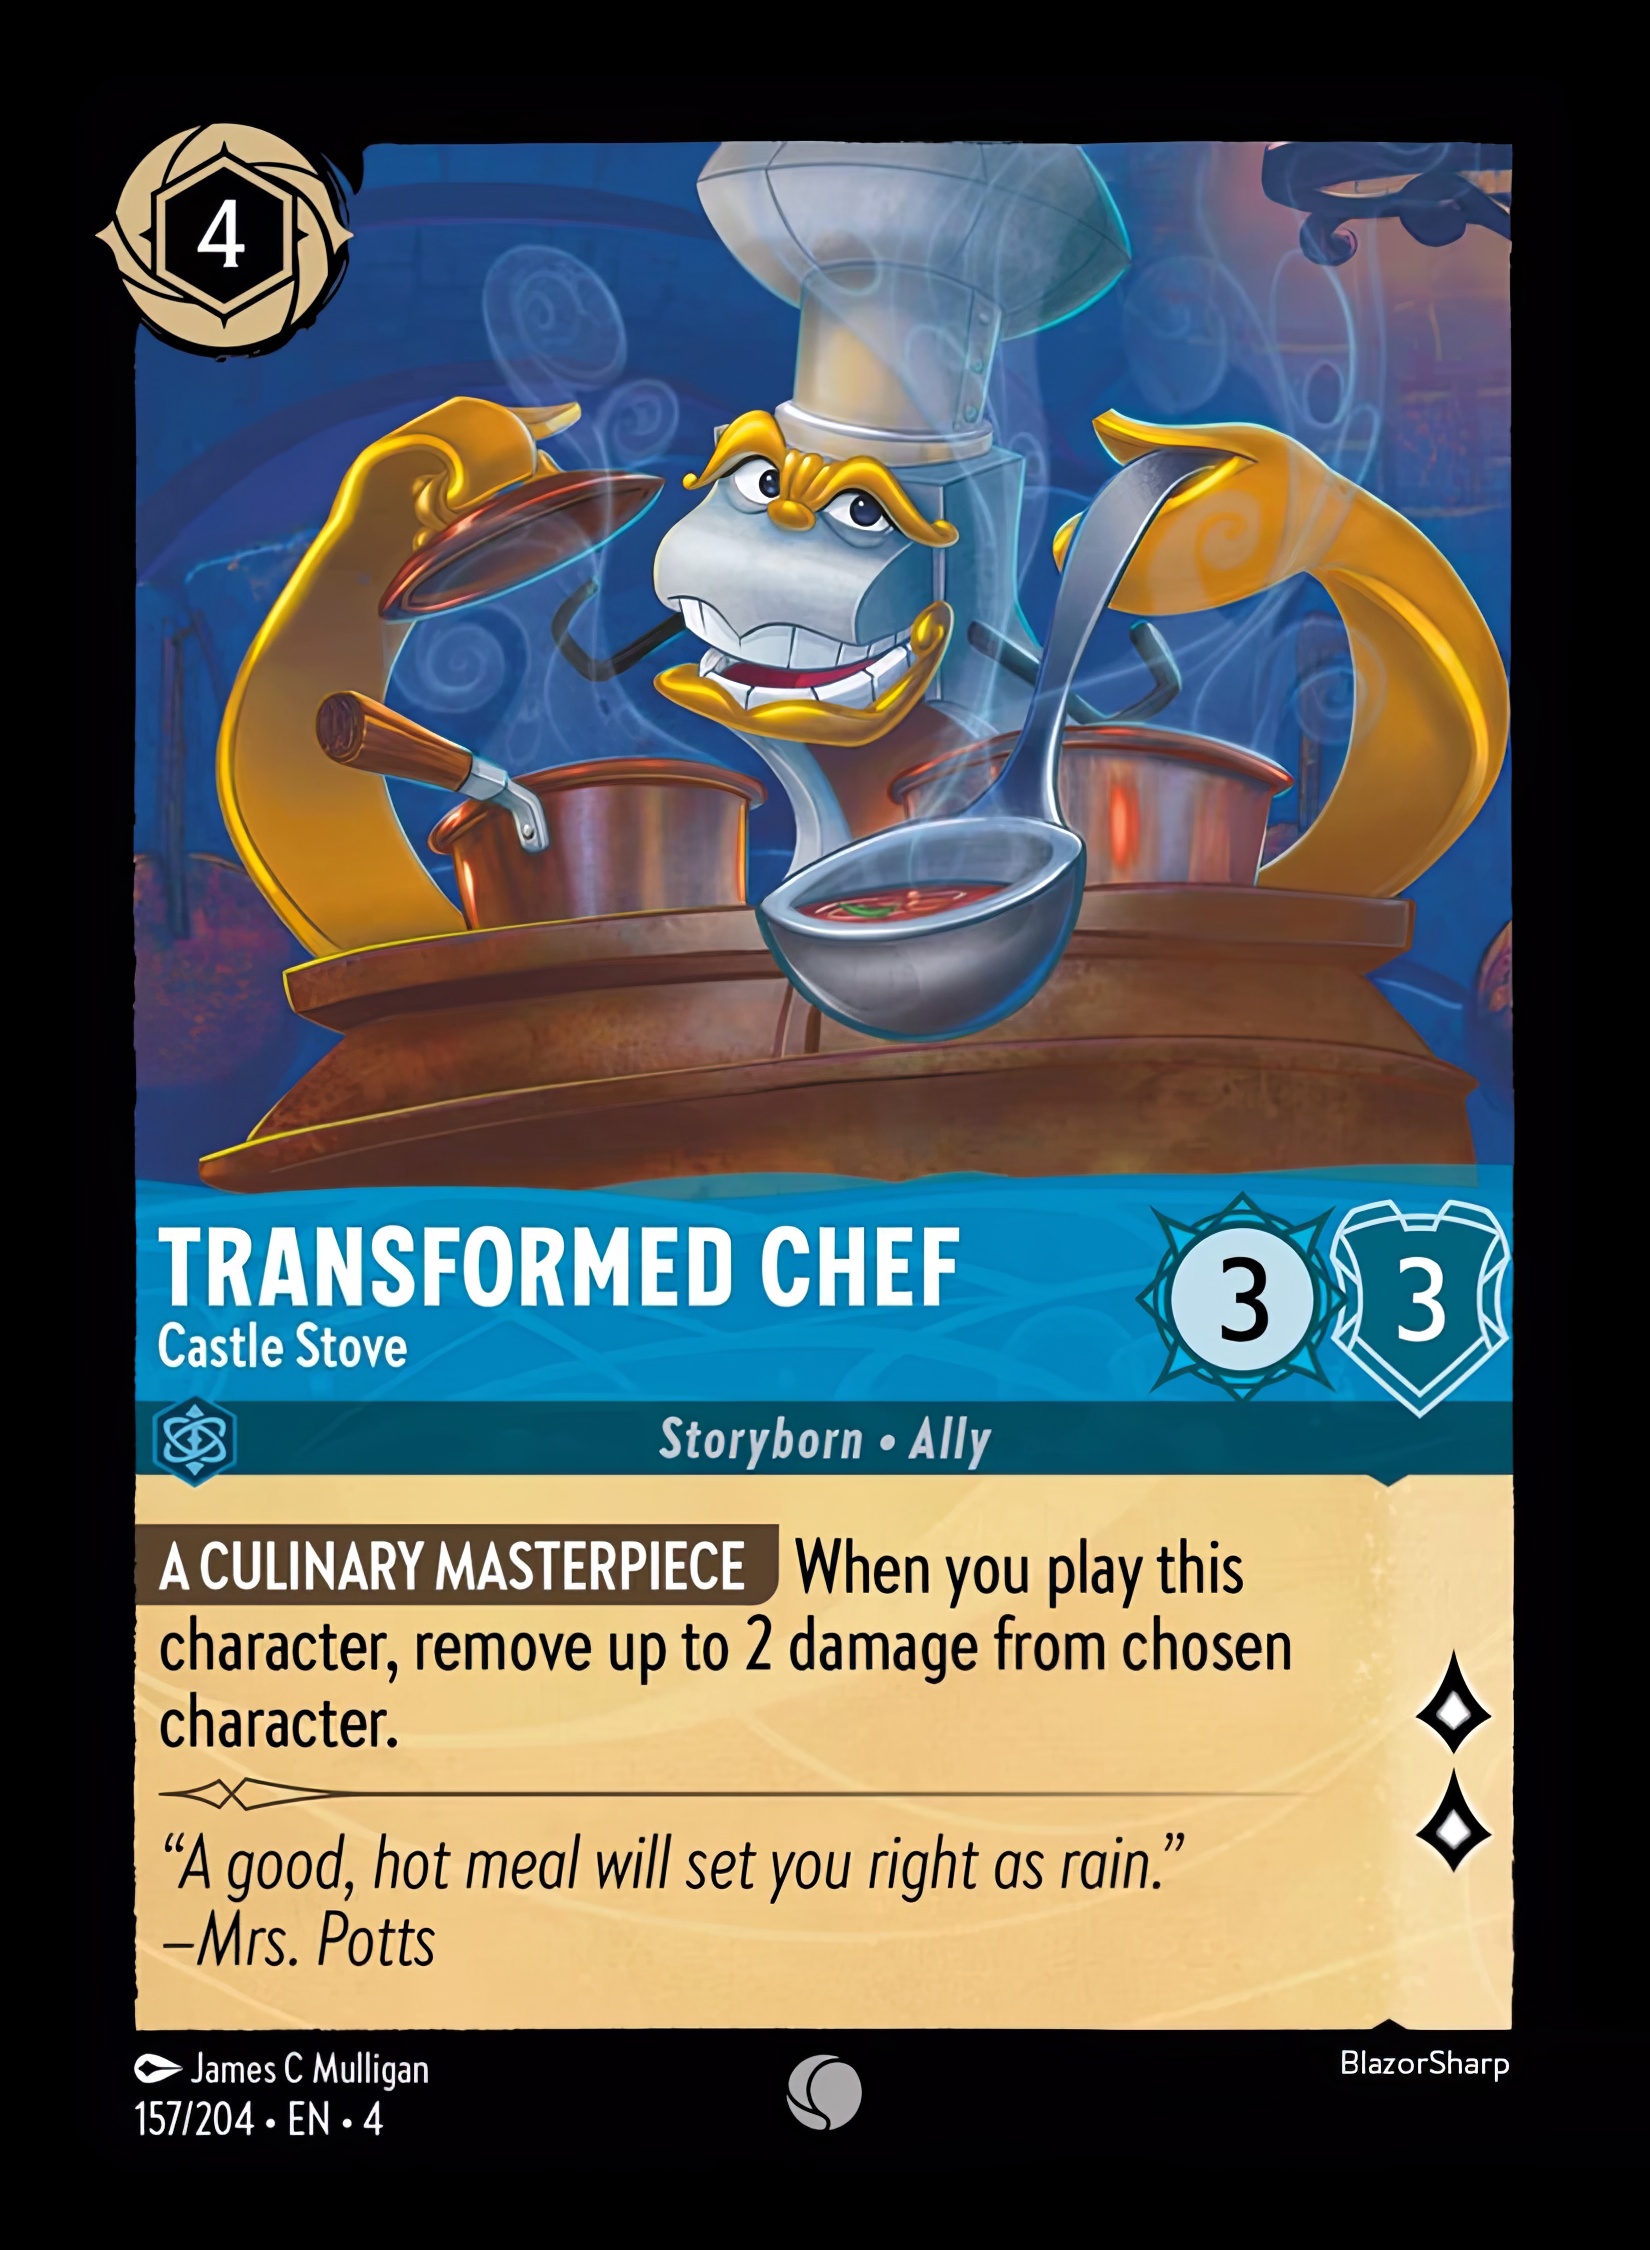 4
TRANSFORMED CHEF
Castle Stove
3
3
Storyborn • Ally
A CULINARY MASTERPIECE When you play this
character, remove up to 2 damage from chosen
character.
“A good, hot meal will set you right as rain.”
–Mrs. Potts
James C Mulligan
BlazorSharp
157/204 • EN • 4